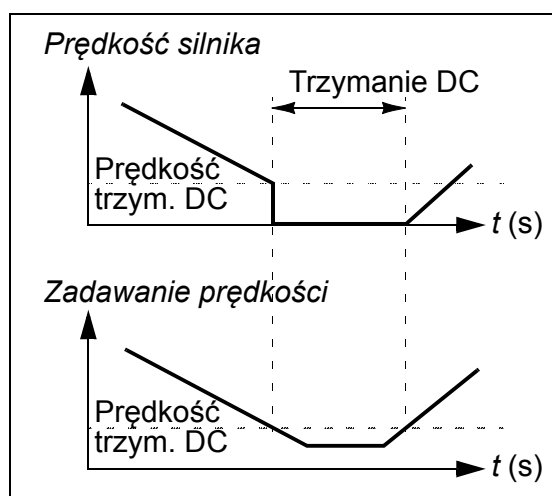 Prędkość silnika
Trzymanie DC
Prędkość
trzym. DC
t (s)
Zadawanie prędkości
Prędkość
trzym. DC
t (s)